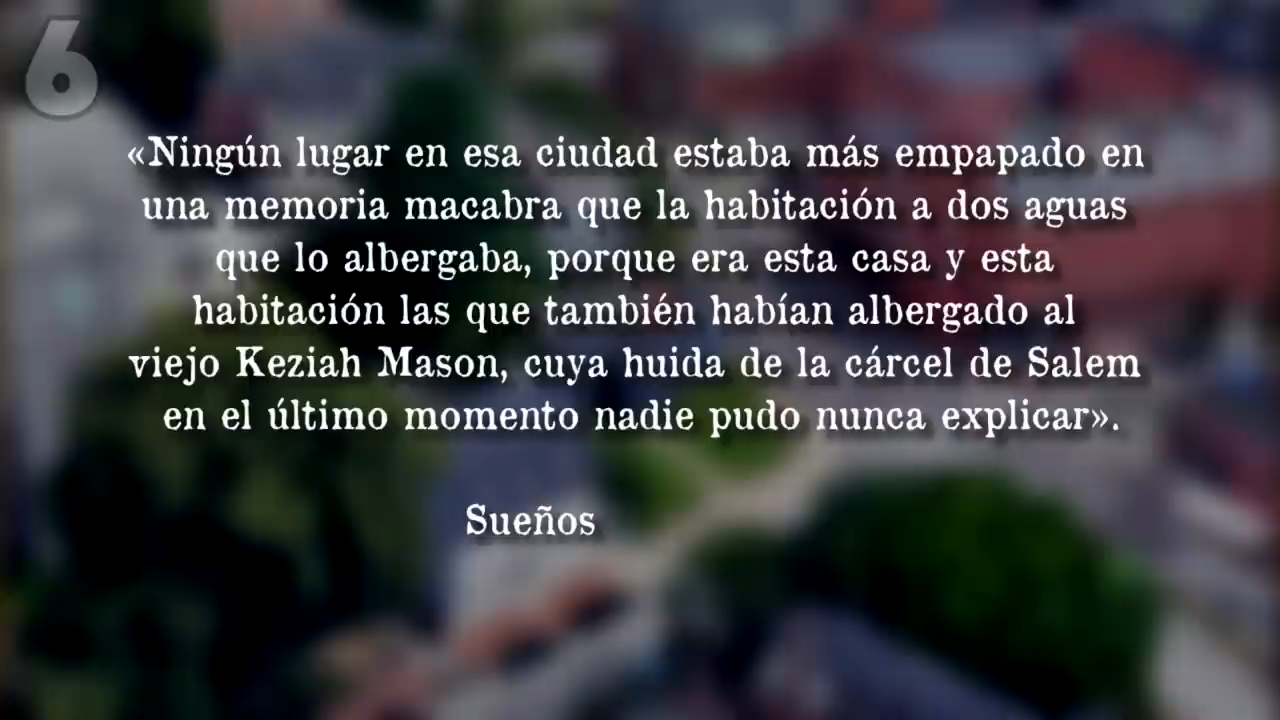 6
«Ningún lugar en esa ciudad estaba más empapado en
una memoria macabra que la habitación a dos aguas
que lo albergaba, porque era esta casa y esta
habitación las que también habían albergado al
viejo Keziah Mason, cuya huida de la cárcel de Salem
en el último momento nadie pudo nunca explicar».
Sueños